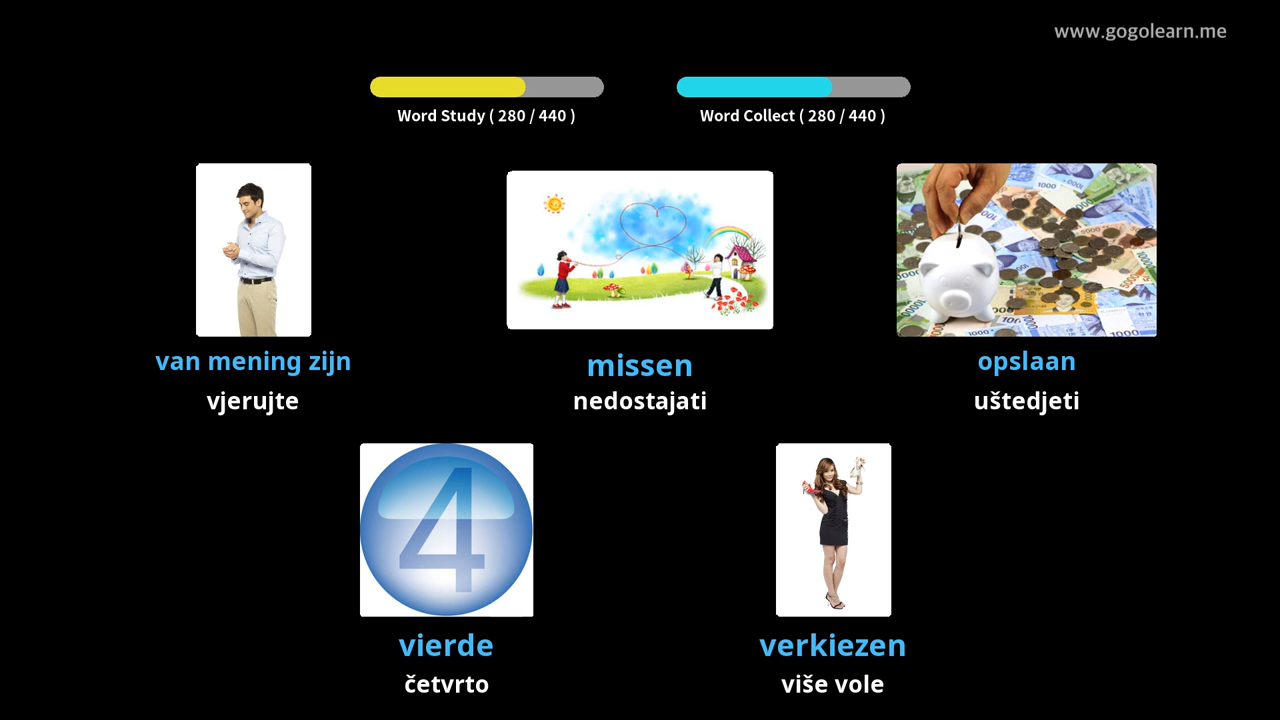 www.gogolearn.me
Word Study ( 280 / 440 )
Word Collect ( 280 / 440 )
van mening zijn
vjerujte
missen
nedostajati
opslaan
uštedjeti
4
vierde
četvrto
verkiezen
više vole